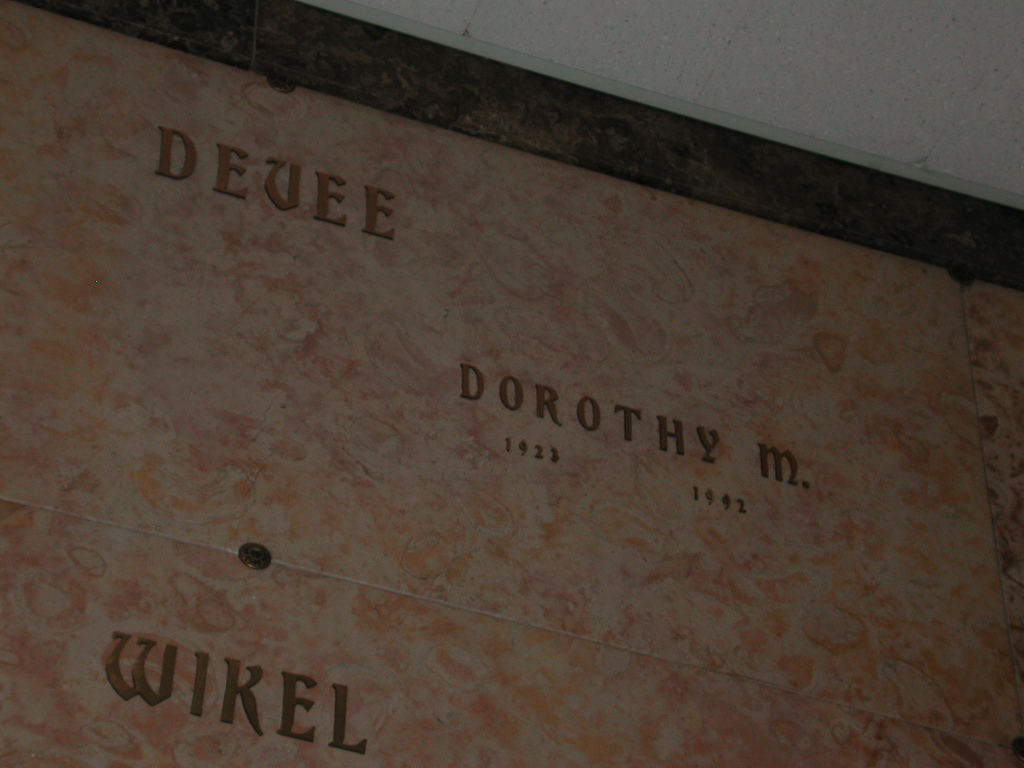 DEVEE
DOROTHY M.
1923 1992
WIKEL